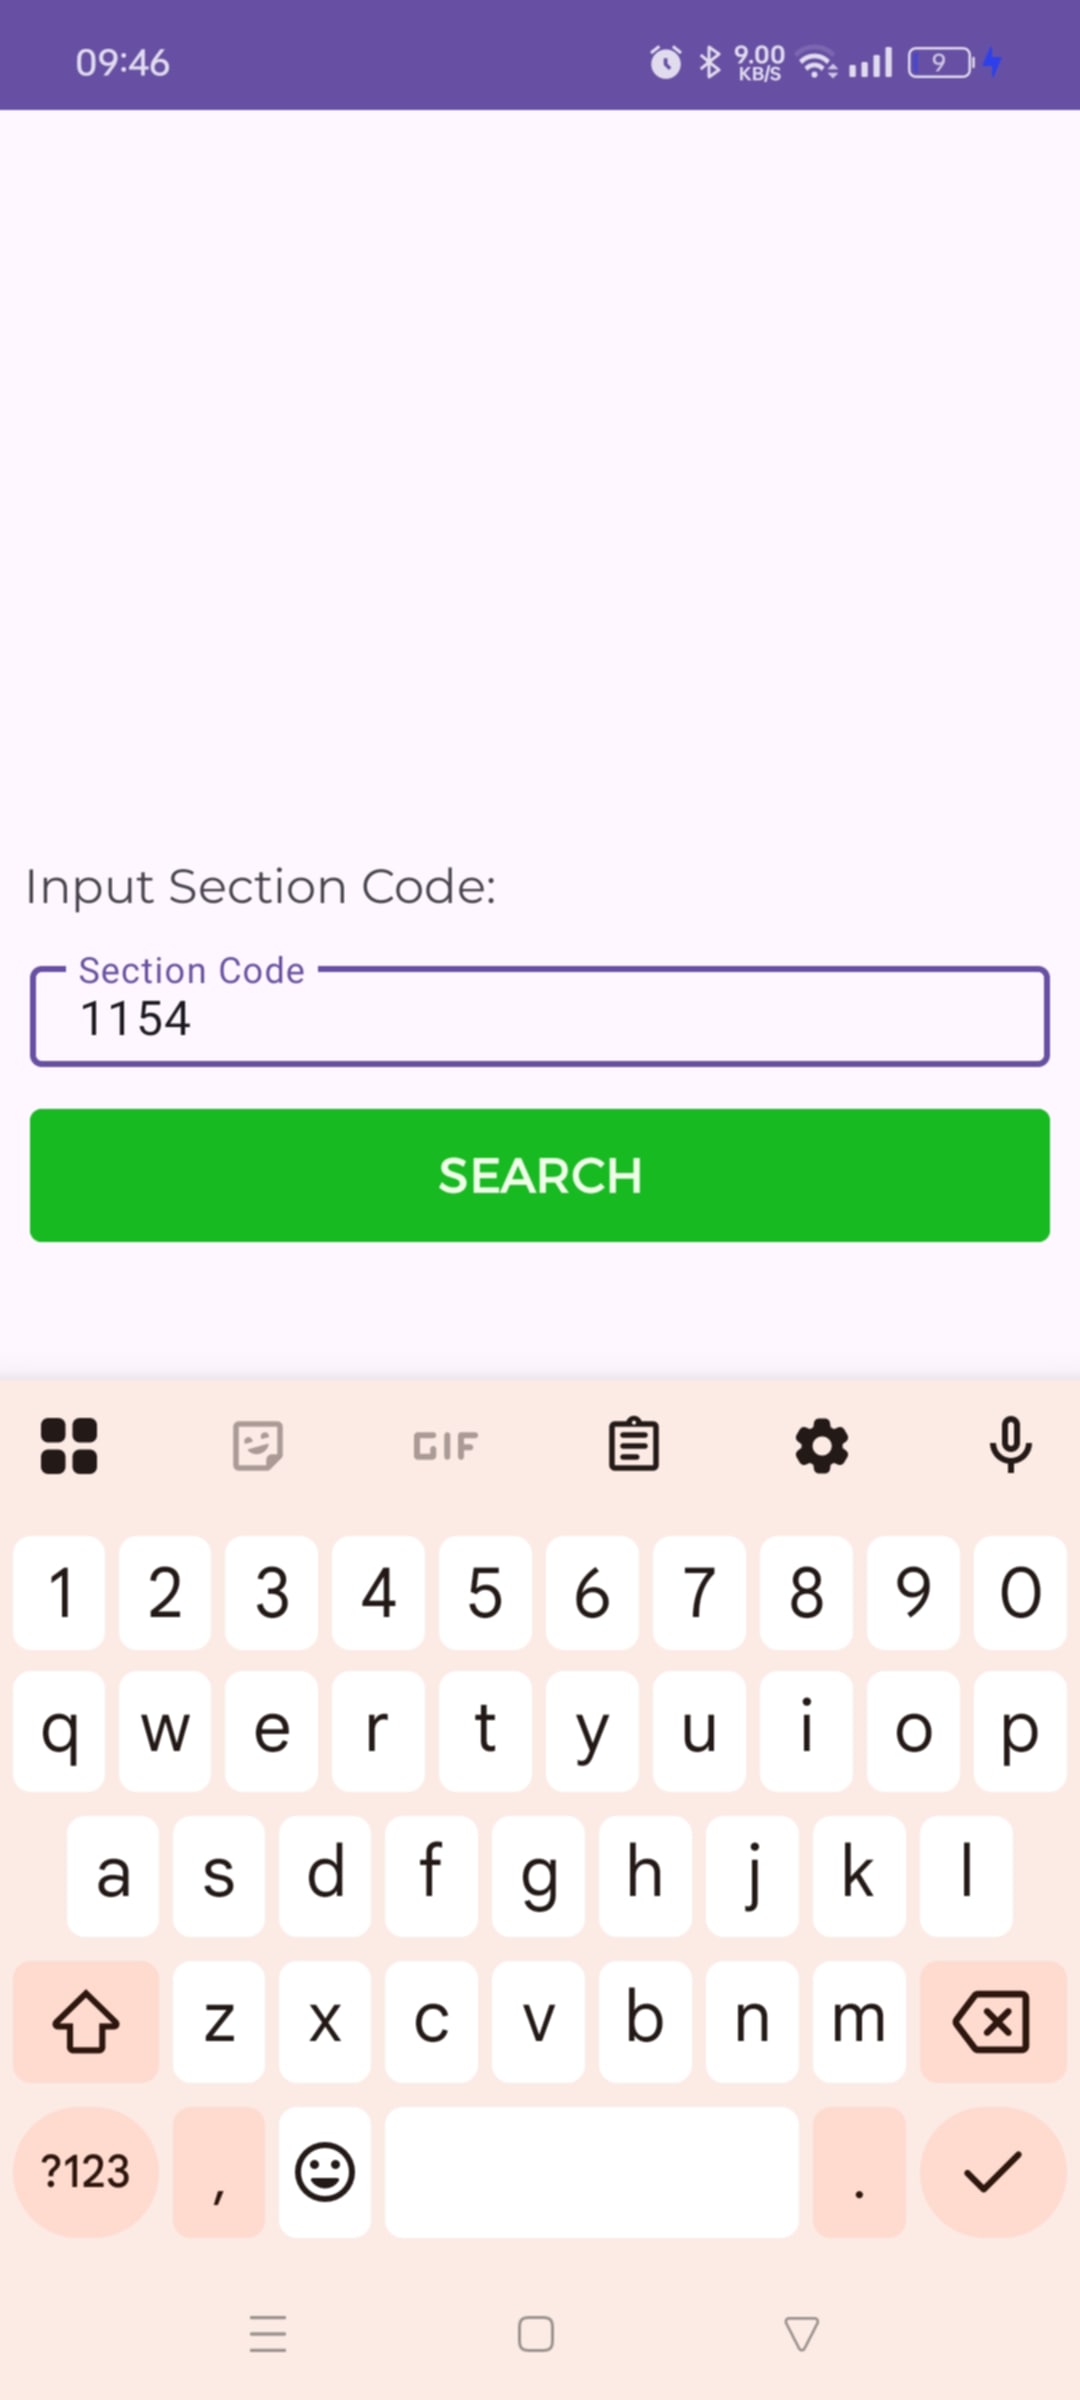 09:46 9.00 KB/S 9
Input Section Code:
Section Code
1154
SEARCH
GIF
1 2 3 4 5 6 7 8 9 0
q w e r t y u i o p
a s d f g h j k l
z x c v b n m
?123 , .